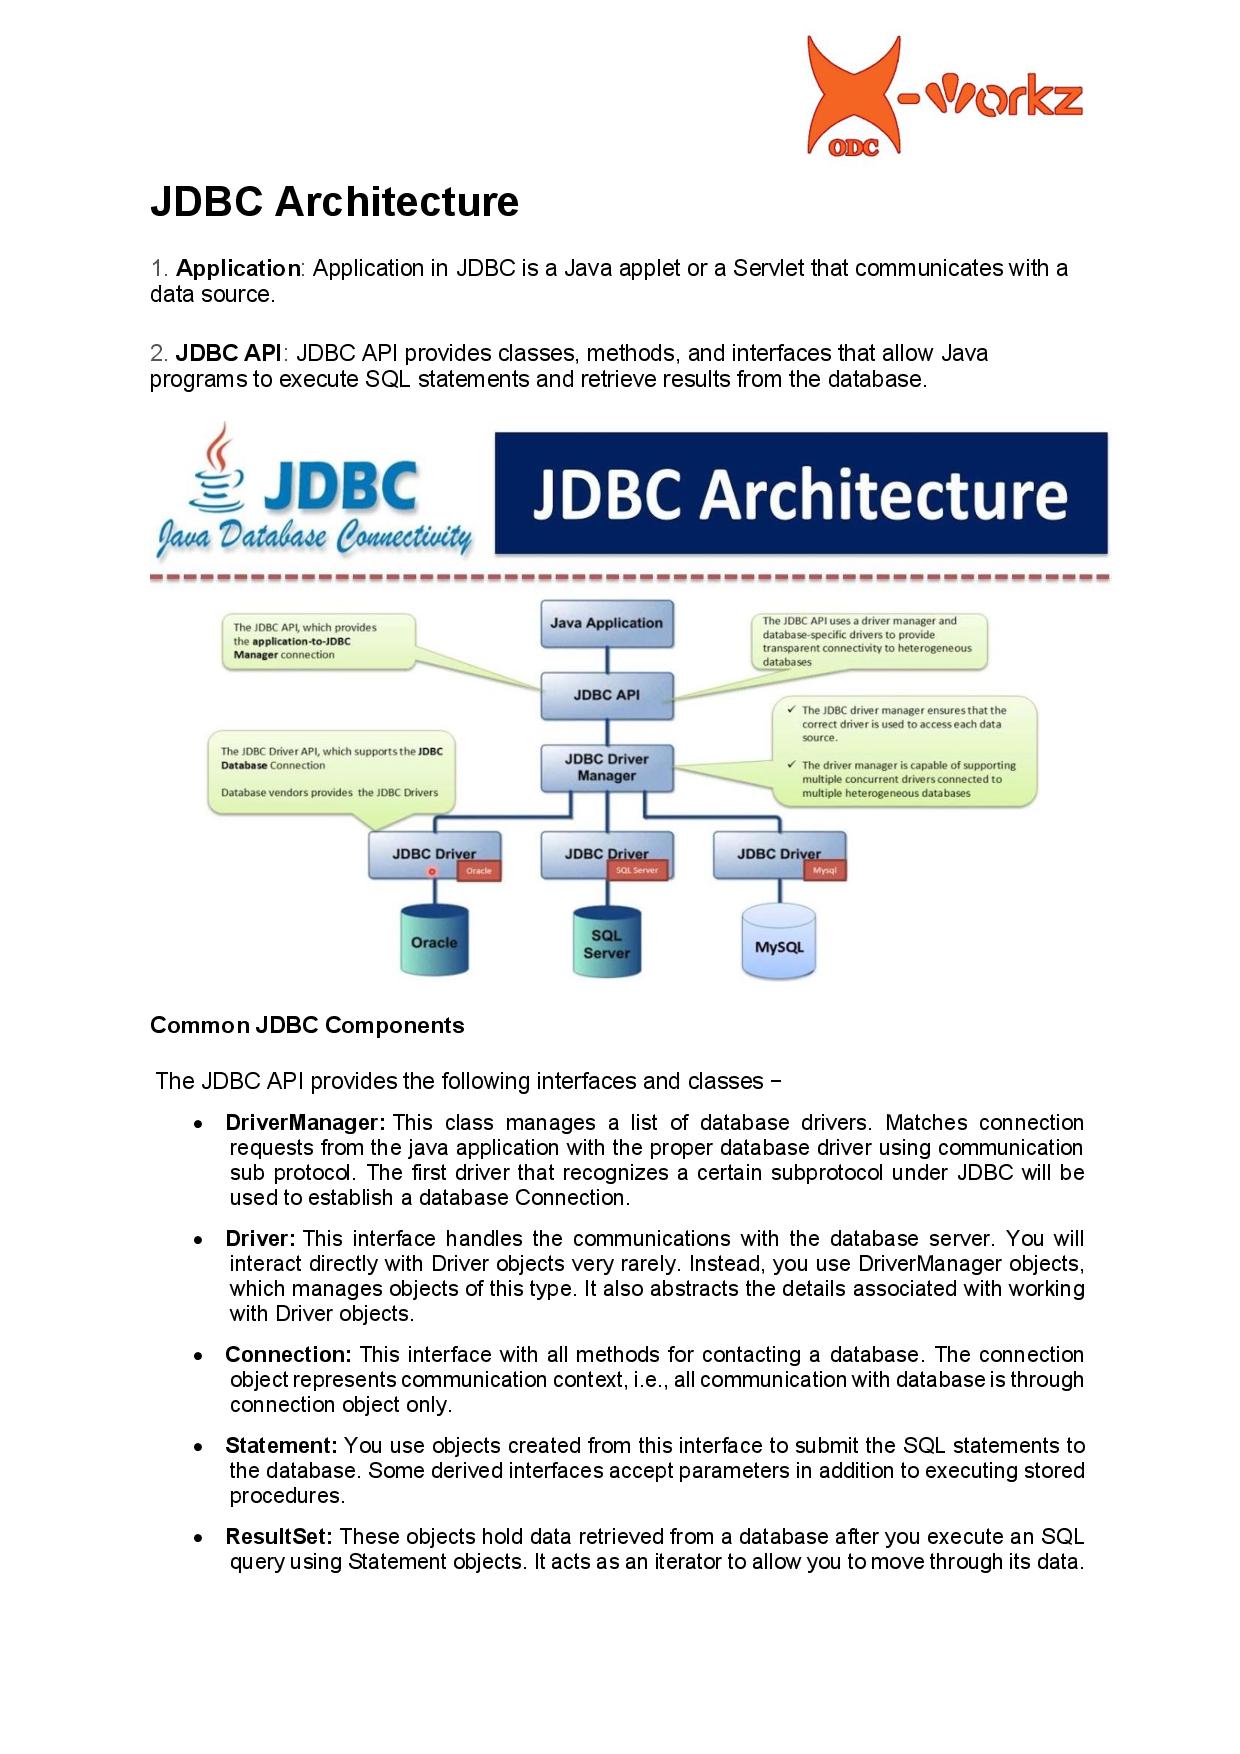 X-workz
ODC
JDBC Architecture
1. Application: Application in JDBC is a Java applet or a Servlet that communicates with a
data source.
2. JDBC API: JDBC API provides classes, methods, and interfaces that allow Java
programs to execute SQL statements and retrieve results from the database.
JDBC
Java Database Connectivity
JDBC Architecture
Java Application
The JDBC API, which provides
the application-to-JDBC
Manager connection
The JDBC API uses a driver manager and
database-specific drivers to provide
transparent connectivity to heterogeneous
databases
JDBC API
✓ The JDBC driver manager ensures that the
correct driver is used to access each data
source.
✓ The driver manager is capable of supporting
multiple concurrent drivers connected to
multiple heterogeneous databases
The JDBC Driver API, which supports the JDBC
Database Connection
Database vendors provides the JDBC Drivers
JDBC Driver
Manager
JDBC Driver
Oracle
JDBC Driver
SQL Server
JDBC Driver
Mysql
Oracle
SQL
Server
MySQL
Common JDBC Components
The JDBC API provides the following interfaces and classes −
• DriverManager: This class manages a list of database drivers. Matches connection
requests from the java application with the proper database driver using communication
sub protocol. The first driver that recognizes a certain subprotocol under JDBC will be
used to establish a database Connection.
• Driver: This interface handles the communications with the database server. You will
interact directly with Driver objects very rarely. Instead, you use DriverManager objects,
which manages objects of this type. It also abstracts the details associated with working
with Driver objects.
• Connection: This interface with all methods for contacting a database. The connection
object represents communication context, i.e., all communication with database is through
connection object only.
• Statement: You use objects created from this interface to submit the SQL statements to
the database. Some derived interfaces accept parameters in addition to executing stored
procedures.
• ResultSet: These objects hold data retrieved from a database after you execute an SQL
query using Statement objects. It acts as an iterator to allow you to move through its data.